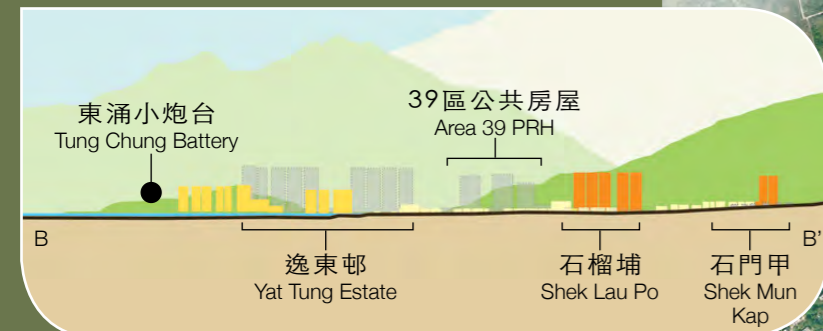 東涌小炮台
Tung Chung Battery
39區公共房屋
Area 39 PRH
B
B'
逸東邨
Yat Tung Estate
石榴埔
Shek Lau Po
石門甲
Shek Mun
Kap